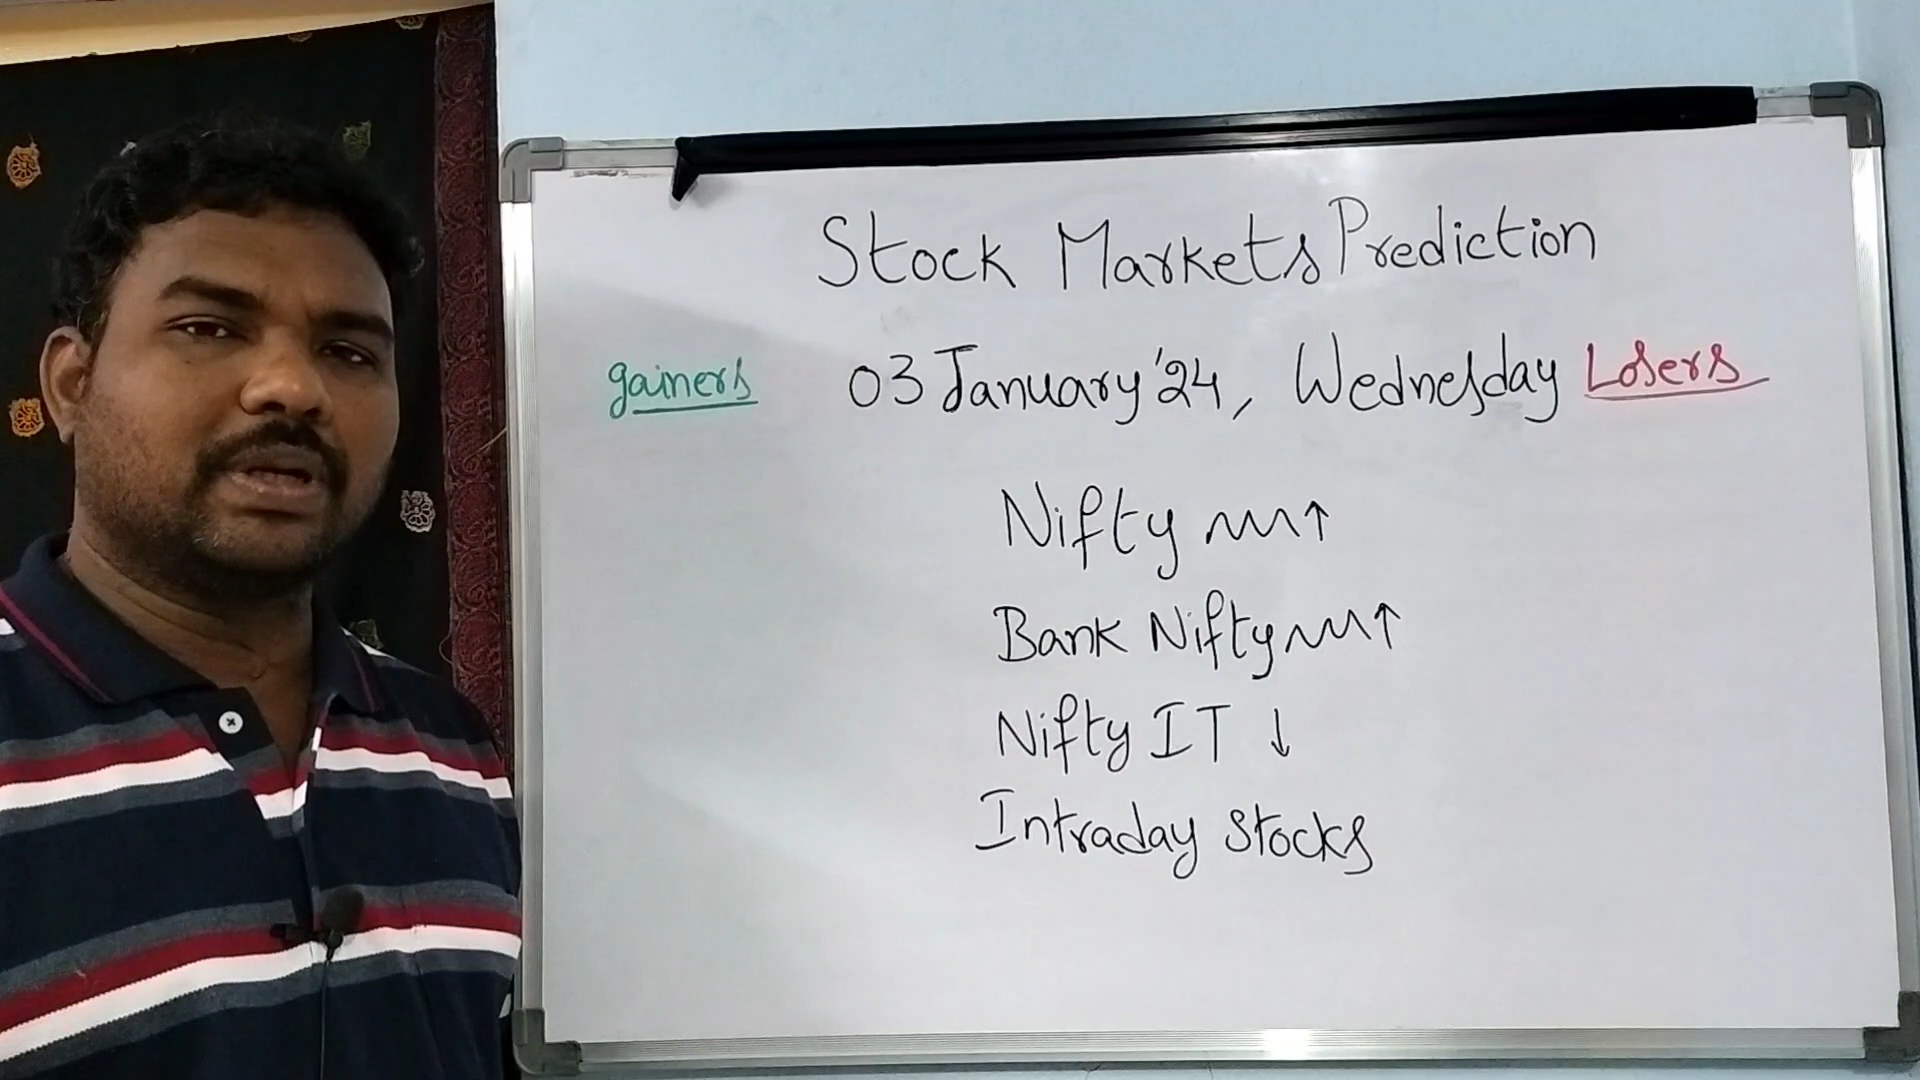 Stock Markets Prediction
gainers 03 January '24, Wednesday Losers
Nifty ↑
Bank Nifty ↑
Nifty IT ↓
Intraday Stocks